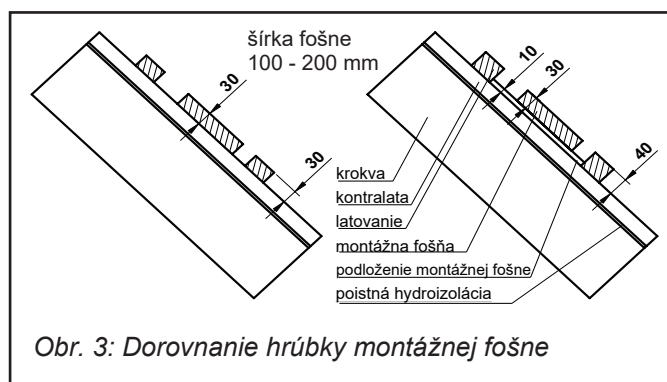 šírka fošne
100 - 200 mm
30
30
10
30
40
krokva
kontralata
latovanie
montážna fošňa
podloženie montážnej fošne
poistná hydroizolácia
Obr. 3: Dorovnanie hrúbky montážnej fošne